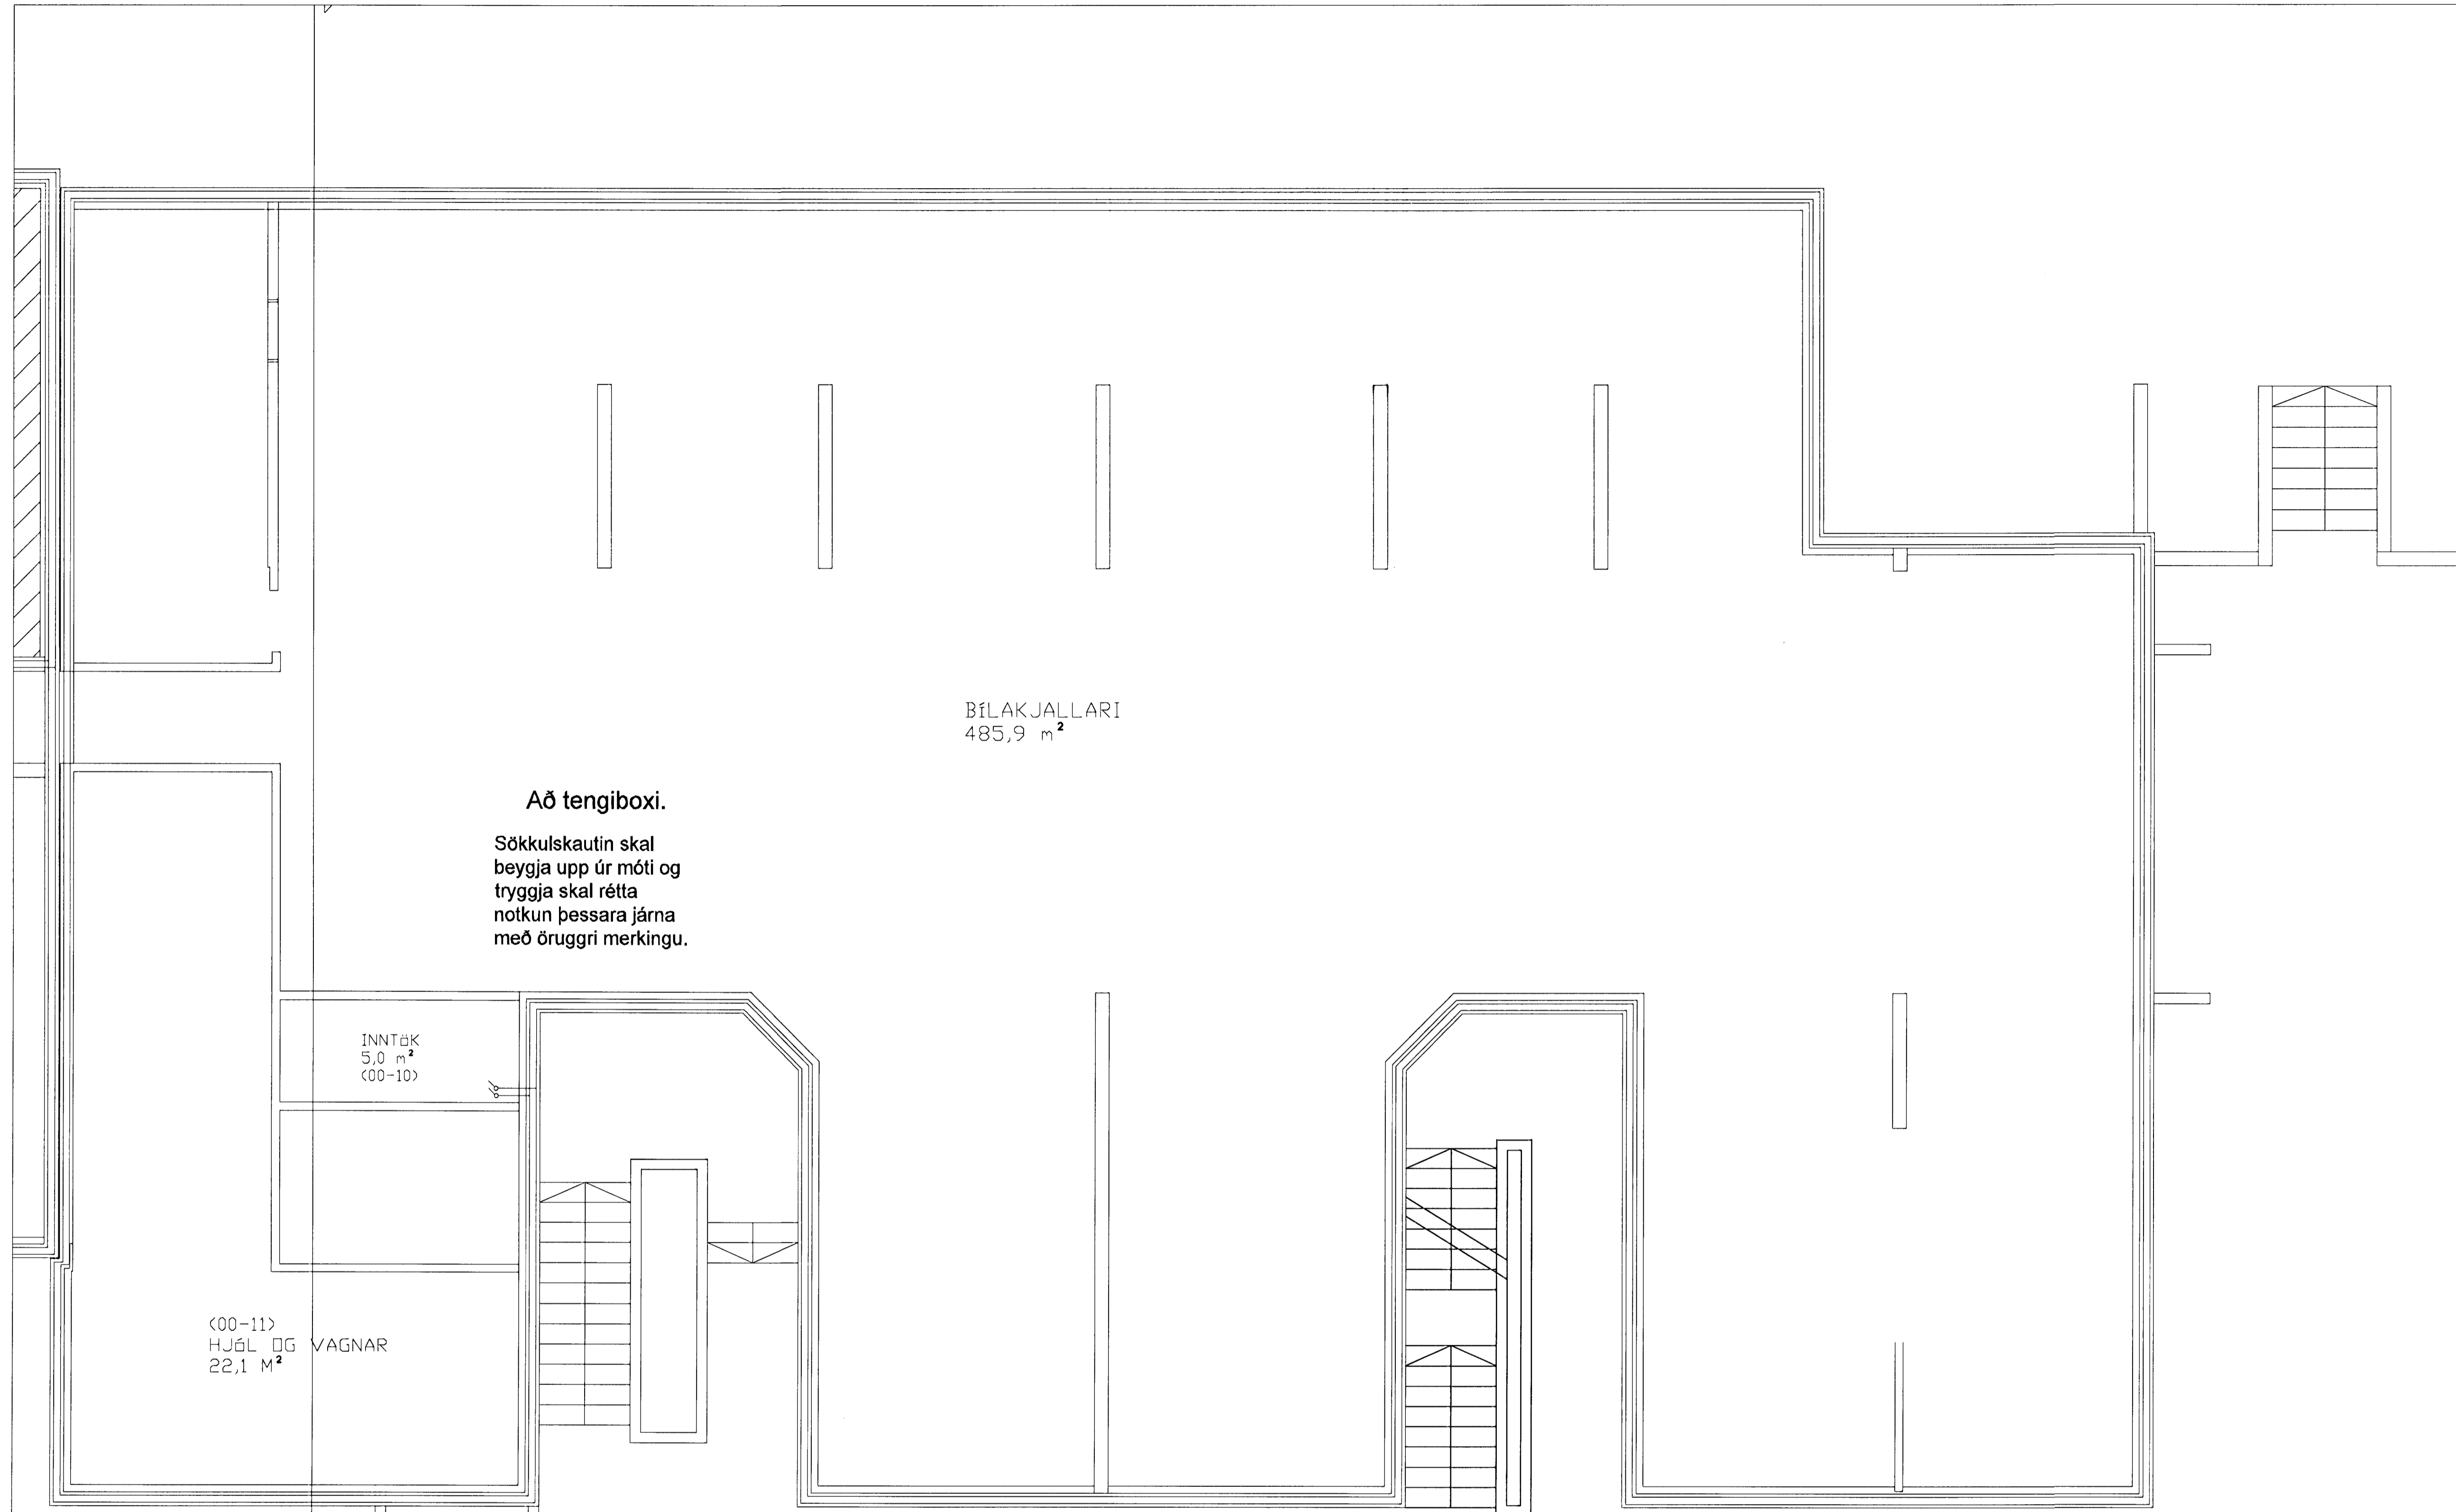 BÍLAKJALLARI
485,9 m²
Að tengiboxi.
Sökkulskautin skal
beygja upp úr móti og
tryggja skal rétta
notkun þessara járna
með öruggri merkingu.
INNTÖK
5,0 m²
(00-10)
(00-11)
HJÓL OG VAGNAR
22,1 M²